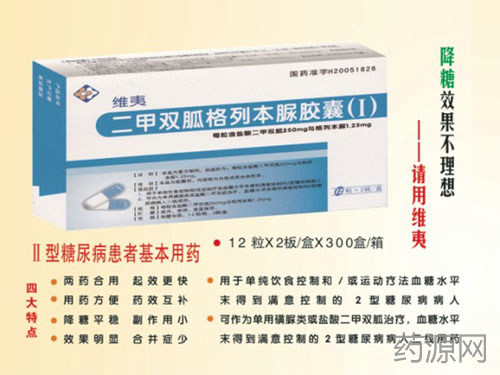 国药准字H20051826
维夷
二甲双胍格列本脲胶囊(Ⅰ)
每粒含盐酸二甲双胍250mg与格列本脲1.25mg
降糖效果不理想
——请用维夷
Ⅱ型糖尿病患者基本用药
12 粒X2板/盒X300盒/箱
四大特点
两药合用 起效更快
用药方便 药效互补
降糖平稳 副作用小
效果明显 合并症少
用于单纯饮食控制和/或运动疗法血糖水平
未得到满意控制的 2型糖尿病病人
可作为单用磺脲类或盐酸二甲双胍治疗，血糖水平
未得到满意控制的2型糖尿病病人二线用药
药源网